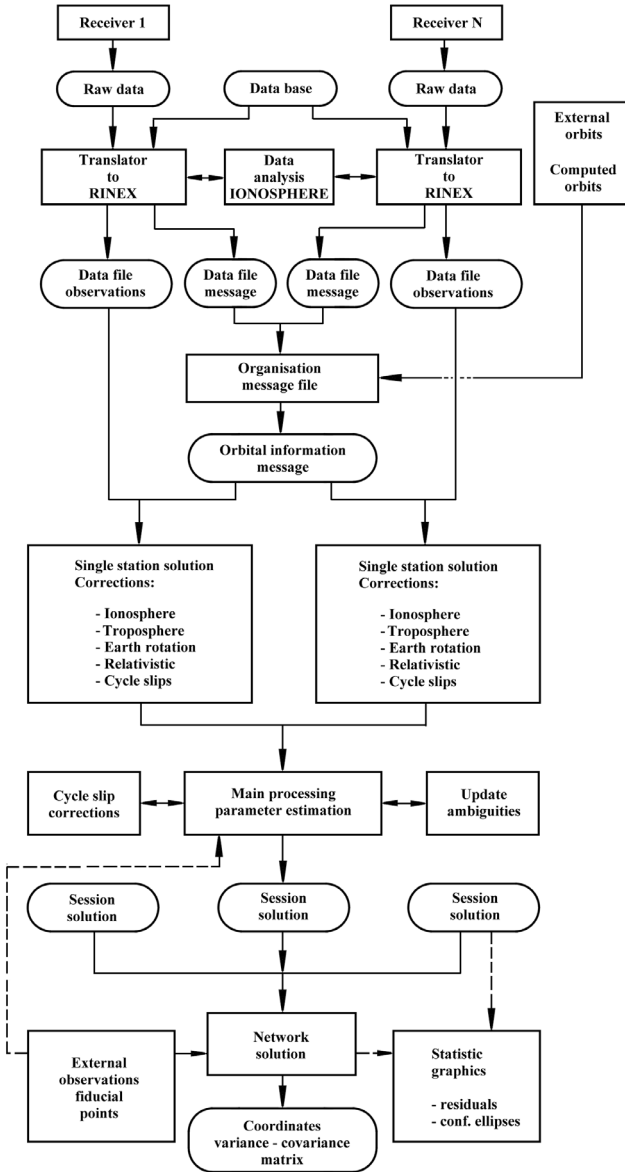 Receiver 1
Receiver N
Raw data
Data base
Raw data
External
orbits
Computed
orbits
Translator
to
RINEX
Data
analysis
IONOSPHERE
Translator
to
RINEX
Data file
observations
Data file
message
Data file
message
Data file
observations
Organisation
message file
Orbital information
message
Single station solution
Corrections:
- Ionosphere
- Troposphere
- Earth rotation
- Relativistic
- Cycle slips
Single station solution
Corrections:
- Ionosphere
- Troposphere
- Earth rotation
- Relativistic
- Cycle slips
Cycle slip
corrections
Main processing
parameter estimation
Update
ambiguities
Session
solution
Session
solution
Session
solution
External
observations
fiducial
points
Network
solution
Statistic
graphics
- residuals
- conf. ellipses
Coordinates
variance - covariance
matrix